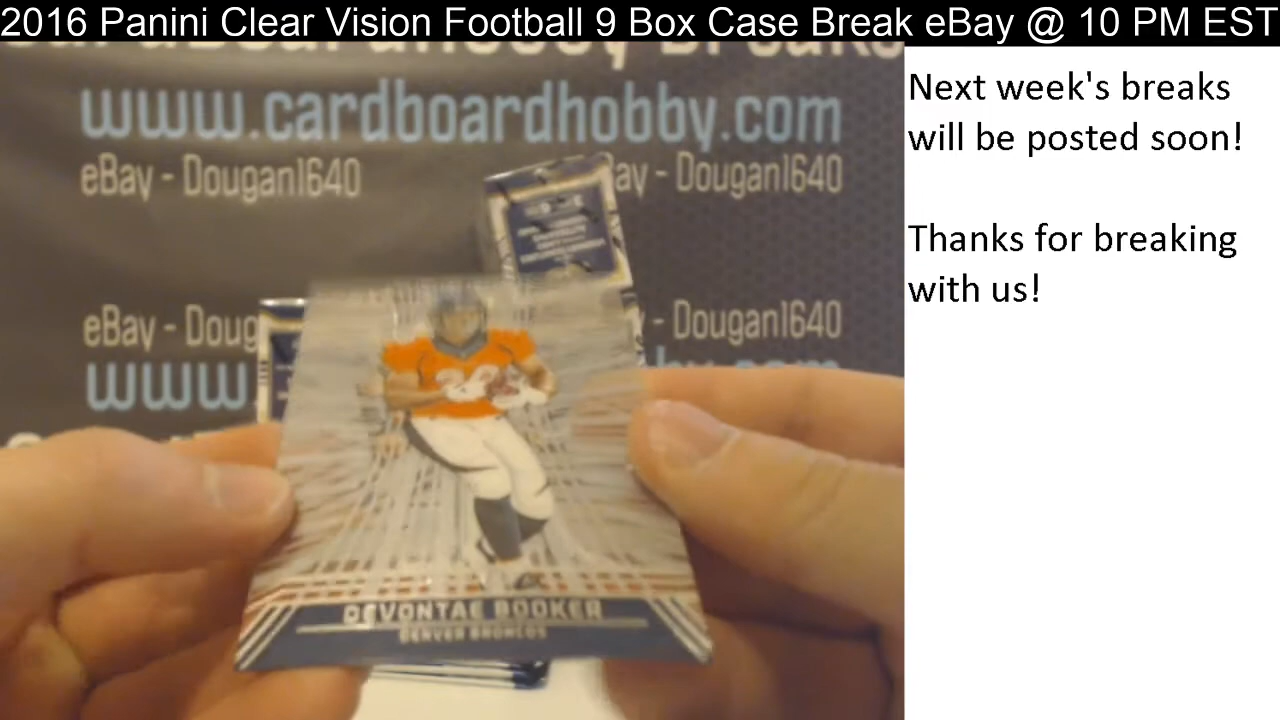 2016 Panini Clear Vision Football 9 Box Case Break eBay @ 10 PM EST
Next week's breaks
will be posted soon!
Thanks for breaking
with us!
www.cardboardhobby.com
eBay - Dougan1640
Bay - Dougan1640
eBay - Doug
- Dougan1640
www.
DEVONTAE BOOKER
DENVER BRONCOS